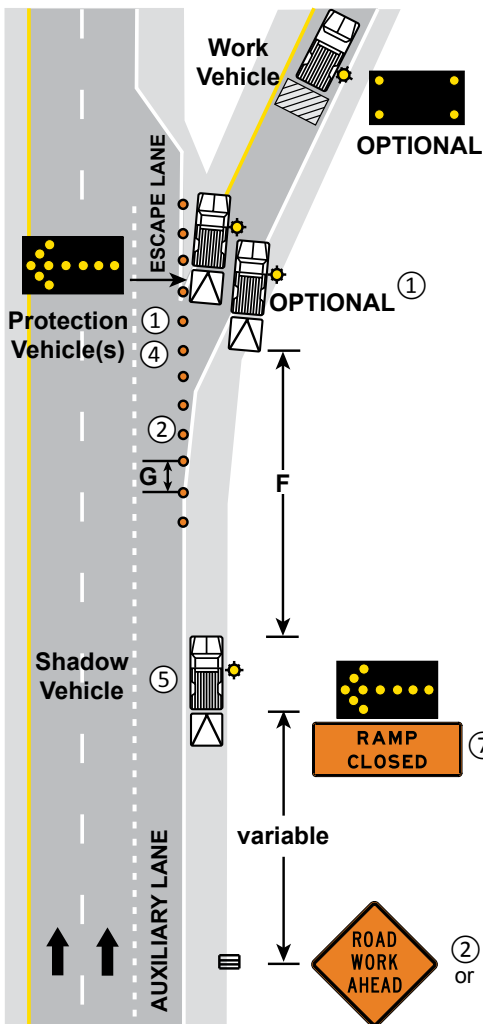 Work
Vehicle
OPTIONAL
ESCAPE LANE
OPTIONAL ①
Protection
Vehicle(s)
①
④
②
G
F
Shadow
Vehicle
⑤
RAMP
CLOSED
⑦
variable
AUXILIARY LANE
ROAD
WORK
AHEAD
②
or